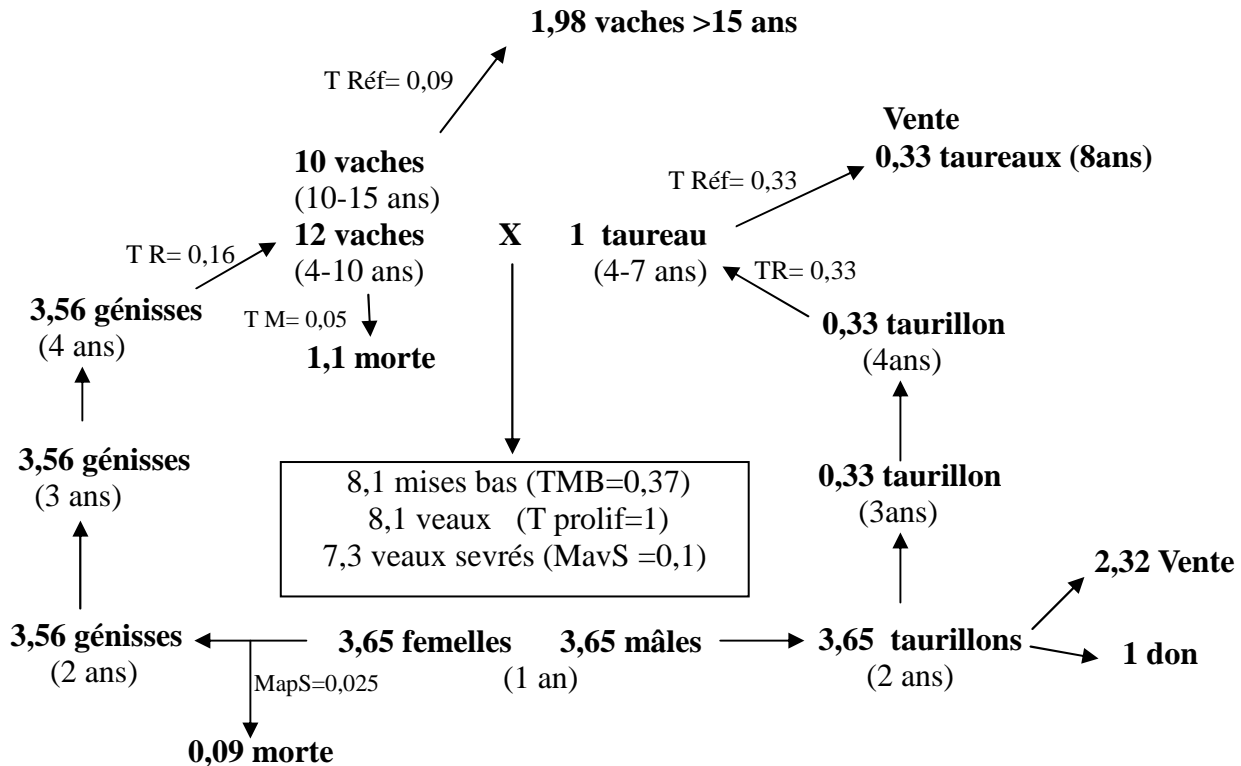 1,98 vaches >15 ans
T Réf= 0,09
Vente
0,33 taureaux (8ans)
10 vaches
(10-15 ans)
T Réf= 0,33
12 vaches X 1 taureau
(4-10 ans) (4-7 ans)
T R= 0,16
TR= 0,33
3,56 génisses
(4 ans)
T M= 0,05
1,1 morte
0,33 taurillon
(4ans)
3,56 génisses
(3 ans)
8,1 mises bas (TMB=0,37)
8,1 veaux (T prolif=1)
7,3 veaux sevrés (MavS =0,1)
0,33 taurillon
(3ans)
2,32 Vente
3,56 génisses 3,65 femelles 3,65 mâles 3,65 taurillons
(2 ans) (1 an) (2 ans)
1 don
MapS=0,025
0,09 morte